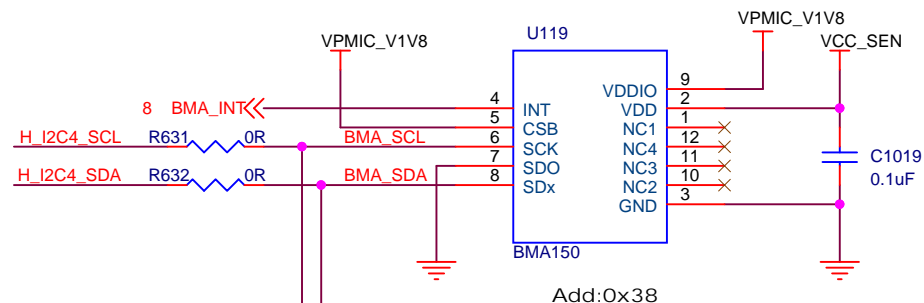 U119
VPMIC_V1V8
VPMIC_V1V8
VCC_SEN
8 BMA_INT
4 INT
5 CSB
H_I2C4_SCL R631 0R BMA_SCL 6 SCK
7 SDO
H_I2C4_SDA R632 0R BMA_SDA 8 SDx
VDDIO 9
VDD 2
NC1 1
NC4 12
NC3 11
NC2 10
GND 3
C1019
0.1uF
BMA150
Add:0x38